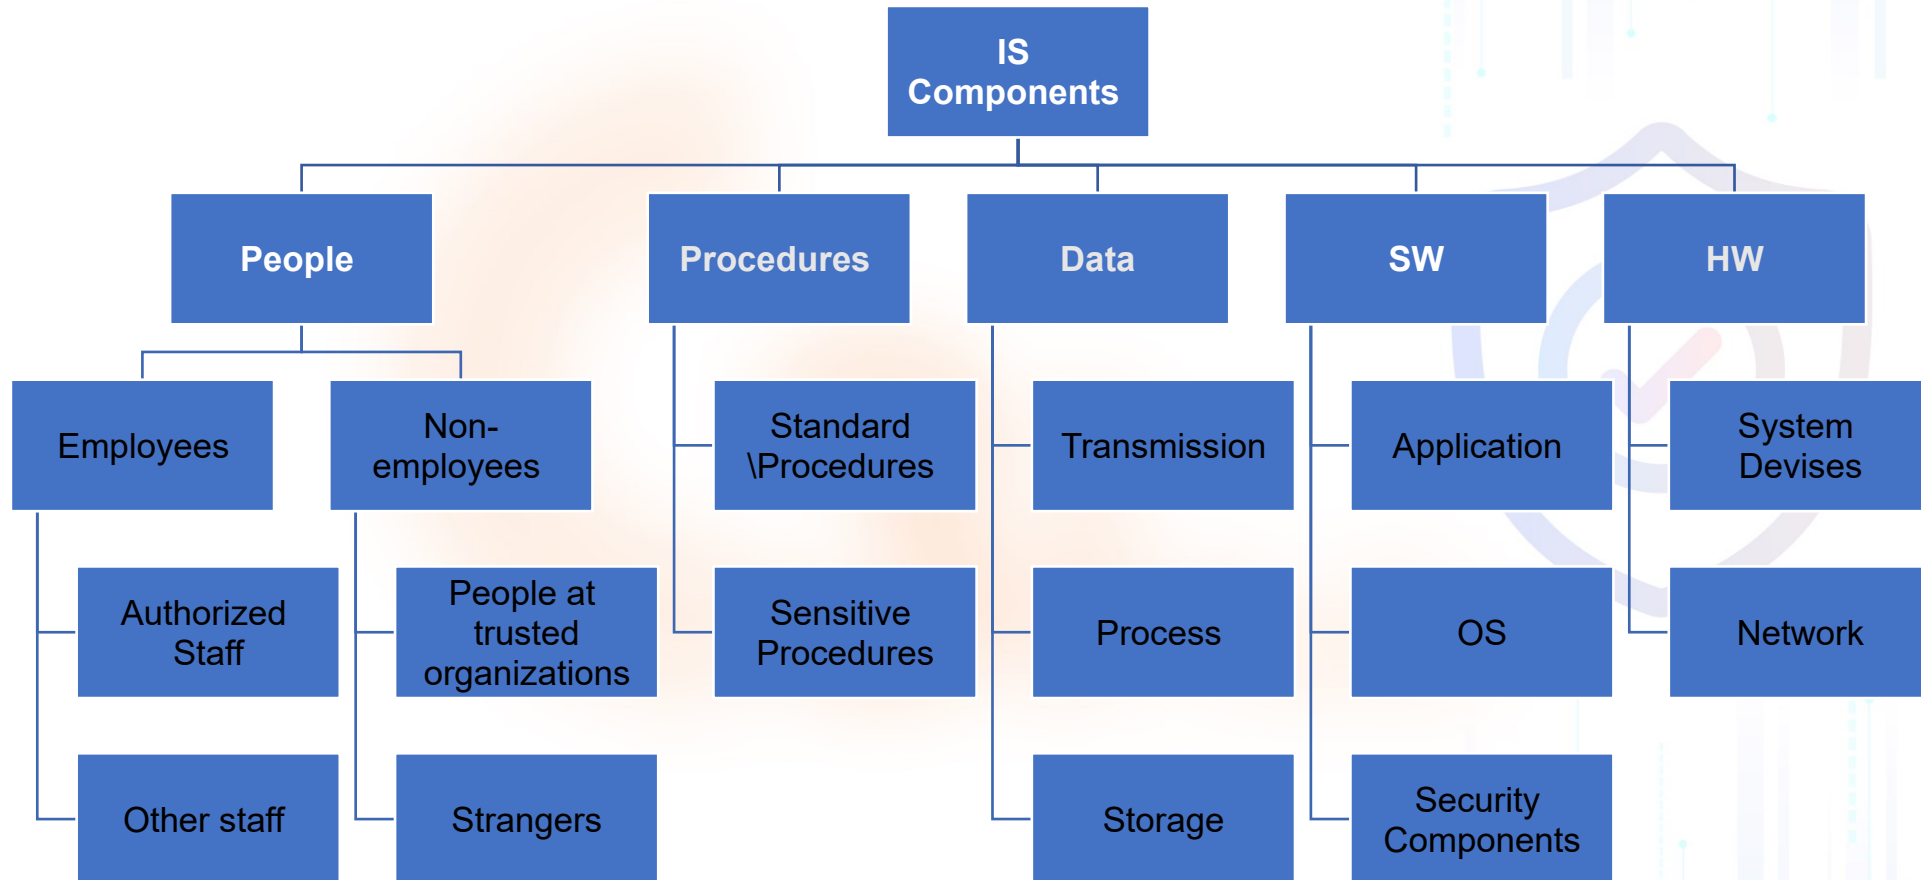 IS
Components
People
Procedures
Data
SW
HW
Employees
Non-
employees
Standard
\Procedures
Transmission
Application
System
Devises
Authorized
Staff
People at
trusted
organizations
Sensitive
Procedures
Process
OS
Network
Other staff
Strangers
Storage
Security
Components